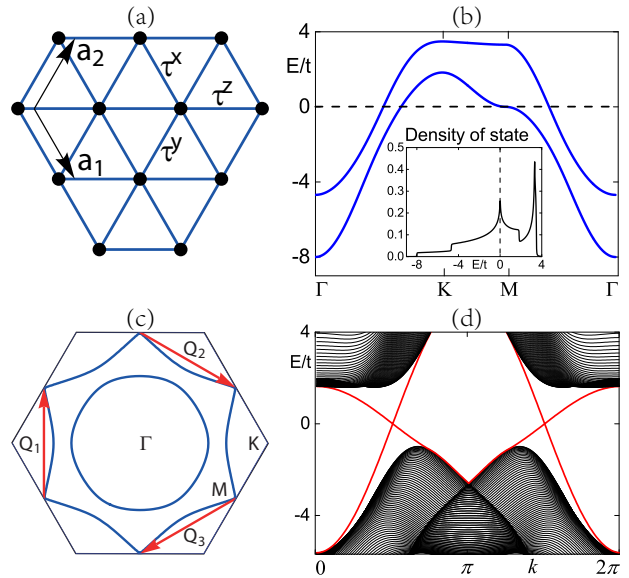 (a)
a₂
τˣ
τᶻ
τʸ
a₁
(b)
4
E/t
0
-4
-8
Γ
K
M
Γ
Density of state
0.5
0.4
0.3
0.2
0.1
0.0
-8
-4
E/t
0
4
(c)
Q₂
Q₁
Γ
K
M
Q₃
(d)
4
E/t
0
-4
0
π
k
2π